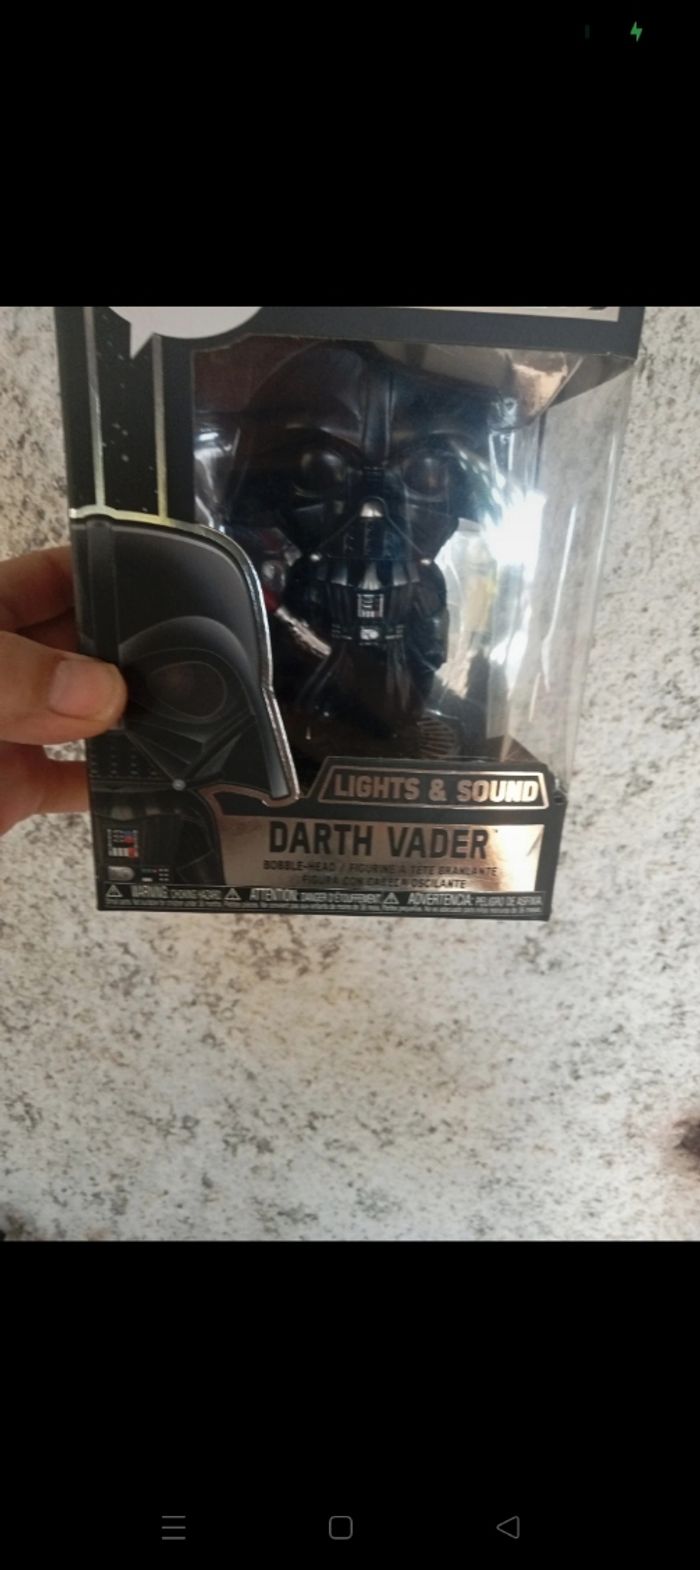 LIGHTS & SOUND
DARTH VADER
BOBBLE-HEAD / FIGURINE À TÊTE BRANLANTE
/ FIGURA CON CABEZA OSCILANTE
WARNING: CHOKING HAZARD ATTENTION: DANGER D'ÉTOUFFEMENT ADVERTENCIA: PELIGRO DE ASFIXIA